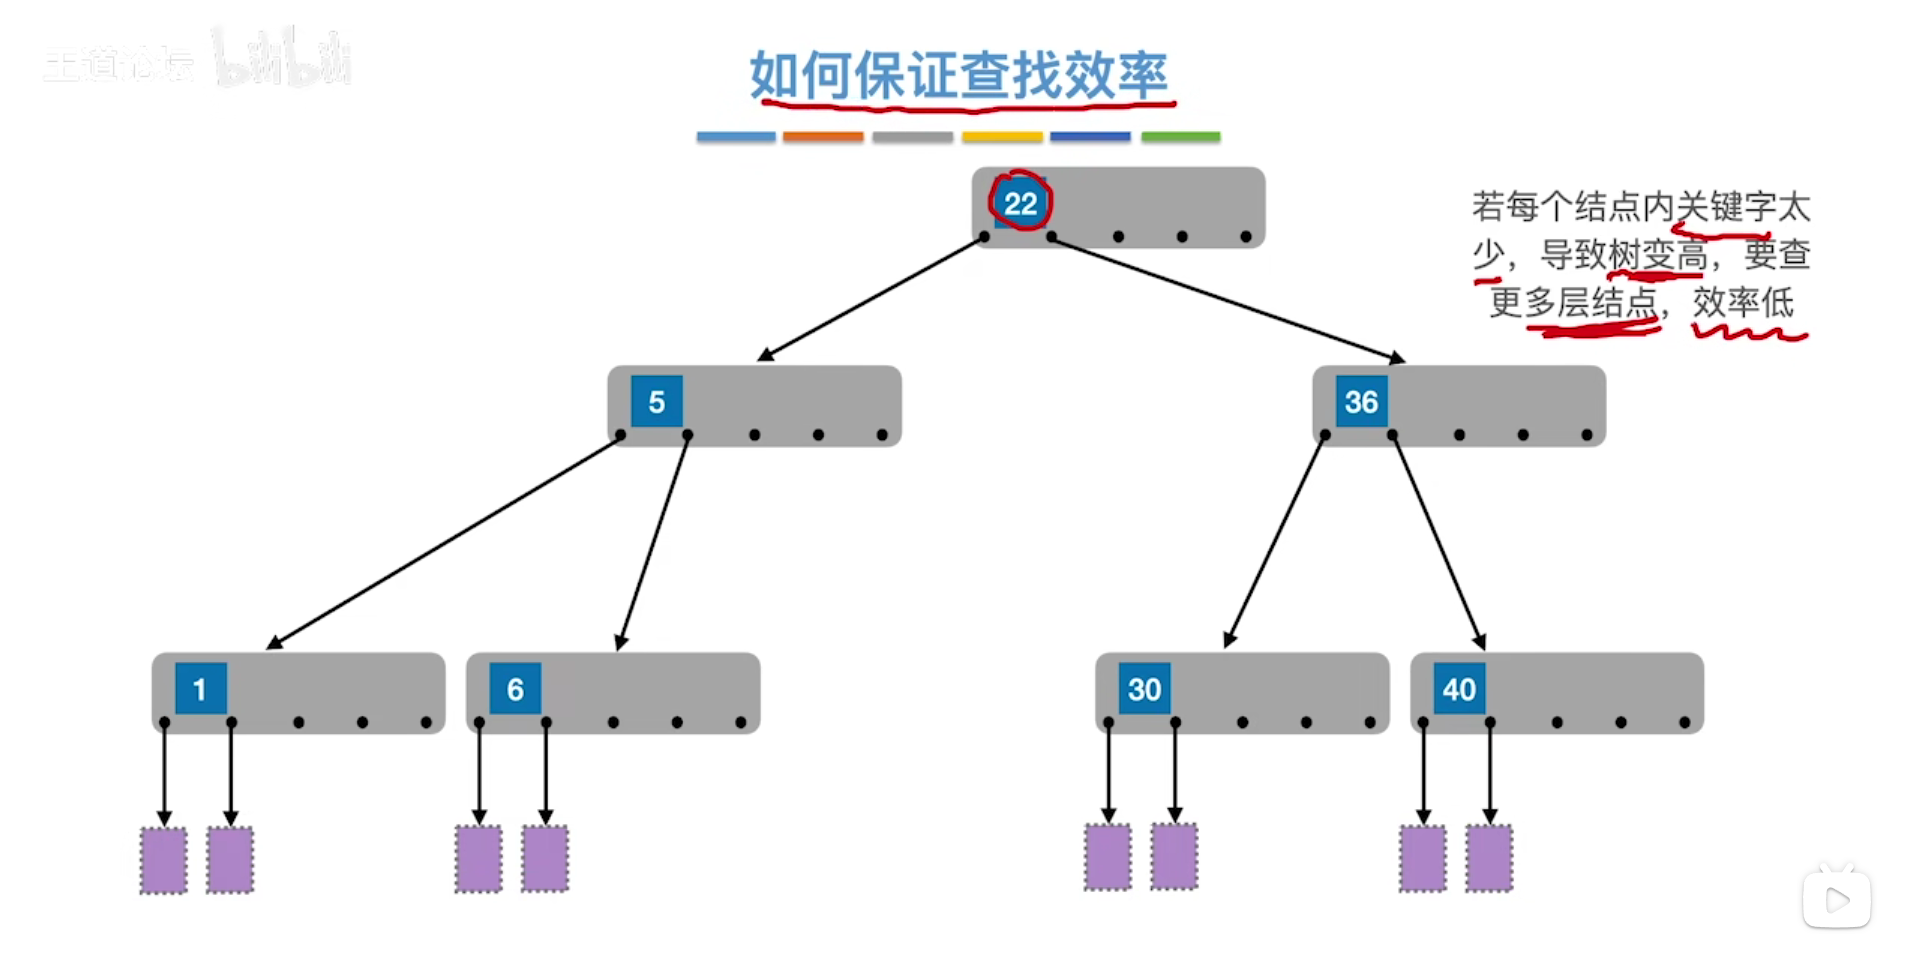 王道论坛 bilibili
如何保证查找效率
22
若每个结点内关键字太
少，导致树变高，要查
更多层结点，效率低
5
36
1
6
30
40